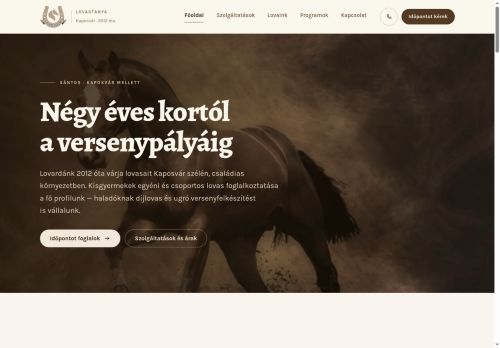 LOVASTANYA
Kaposvár · 2012 óta
Főoldal
Szolgáltatások
Lovaink
Programok
Kapcsolat
Időpontot kérek
SÁNTOS · KAPOSVÁR MELLETT
Négy éves kortól
a versenypályáig
Lovardánk 2012 óta várja lovasait Kaposvár szélén, családias
környezetben. Kisgyermekek egyéni és csoportos lovas foglalkoztatása
a fő profilunk — haladóknak díjlovas és ugró versenyfelkészítést
is vállalunk.
Időpontot foglalok →
Szolgáltatások és árak